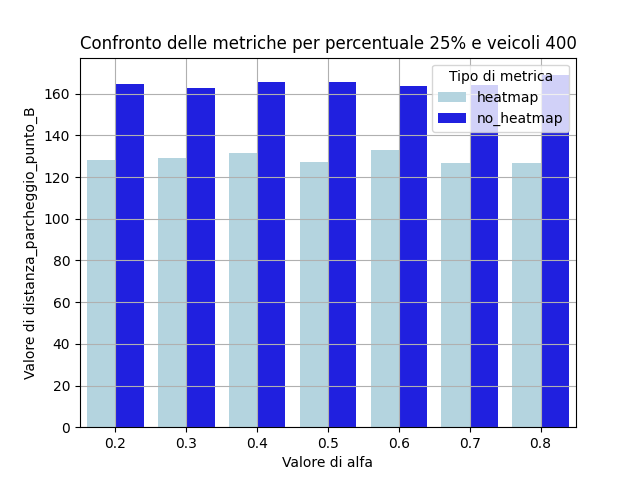 Confronto delle metriche per percentuale 25% e veicoli 400
Valore di distanza_parcheggio_punto_B
160
140
120
100
80
60
40
20
0
Tipo di metrica
heatmap
no_heatmap
0.2 0.3 0.4 0.5 0.6 0.7 0.8
Valore di alfa